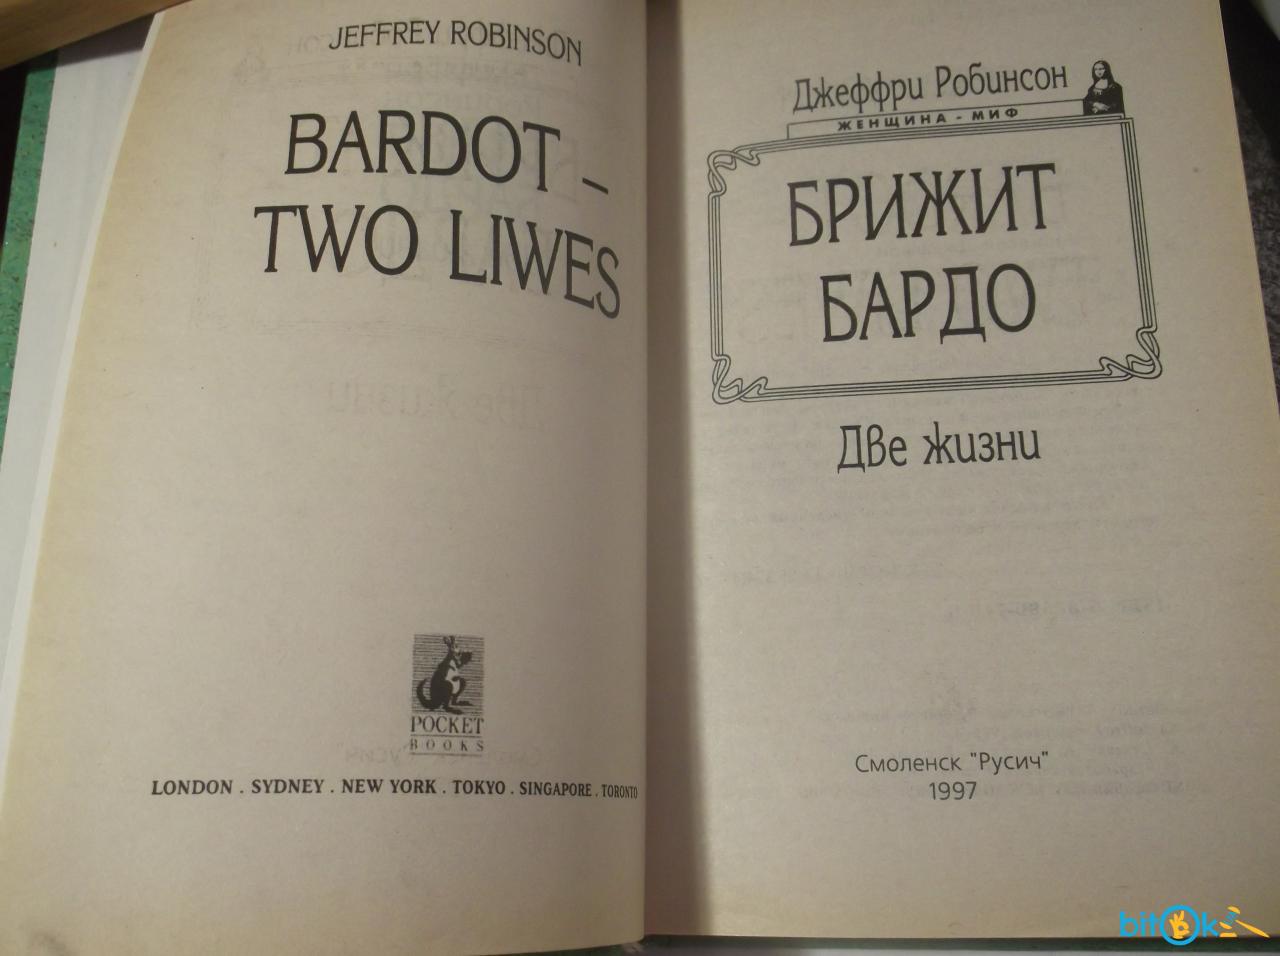 JEFFREY ROBINSON
BARDOT –
TWO LIWES
POCKET
BOOKS
LONDON . SYDNEY . NEW YORK . TOKYO . SINGAPORE . TORONTO
Джеффри Робинсон
ЖЕНЩИНА - МИФ
БРИЖИТ
БАРДО
Две жизни
Смоленск "Русич"
1997
bitok